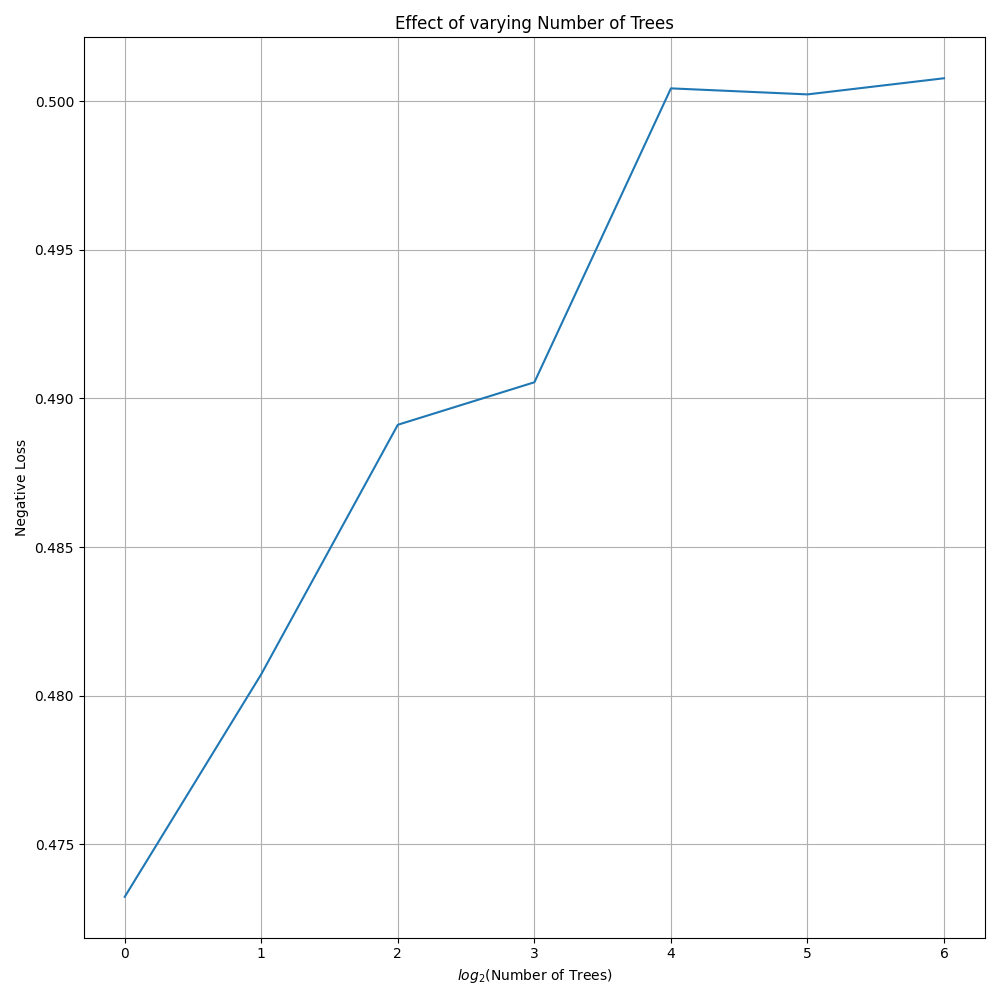 Effect of varying Number of Trees
0.500
0.495
0.490
0.485
0.480
0.475
Negative Loss
0 1 2 3 4 5 6
log₂(Number of Trees)